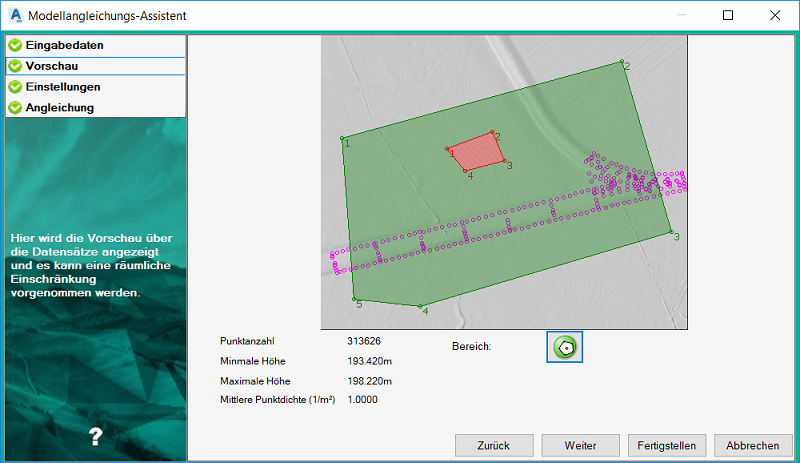 Modellangleichungs-Assistent
Eingabedaten
Vorschau
Einstellungen
Angleichung
Hier wird die Vorschau über
die Datensätze angezeigt
und es kann eine räumliche
Einschränkung
vorgenommen werden.
?
1
2
3
4
5
1
2
3
4
Punktanzahl 313626
Minmale Höhe 193.420m
Maximale Höhe 198.220m
Mittlere Punktdichte (1/m²) 1.0000
Bereich:
Zurück
Weiter
Fertigstellen
Abbrechen